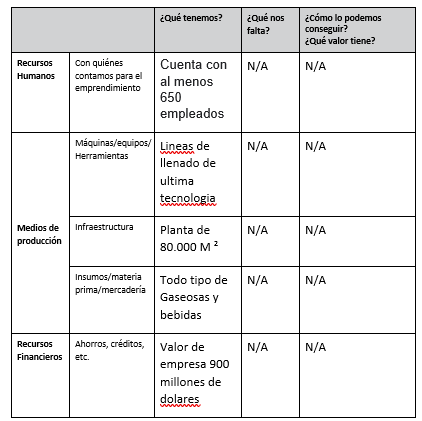 ¿Qué tenemos?
¿Qué nos
falta?
¿Cómo lo podemos
conseguir?
¿Qué valor tiene?
Recursos
Humanos
Con quiénes
contamos para el
emprendimiento
Cuenta con
al menos
650
empleados
N/A
N/A
Medios de
producción
Máquinas/equipos/
Herramientas
Lineas de
llenado de
ultima
tecnologia
N/A
N/A
Infraestructura
Planta de
80.000 M ²
N/A
N/A
Insumos/materia
prima/mercadería
Todo tipo de
Gaseosas y
bebidas
N/A
N/A
Recursos
Financieros
Ahorros, créditos,
etc.
Valor de
empresa 900
millones de
dolares
N/A
N/A